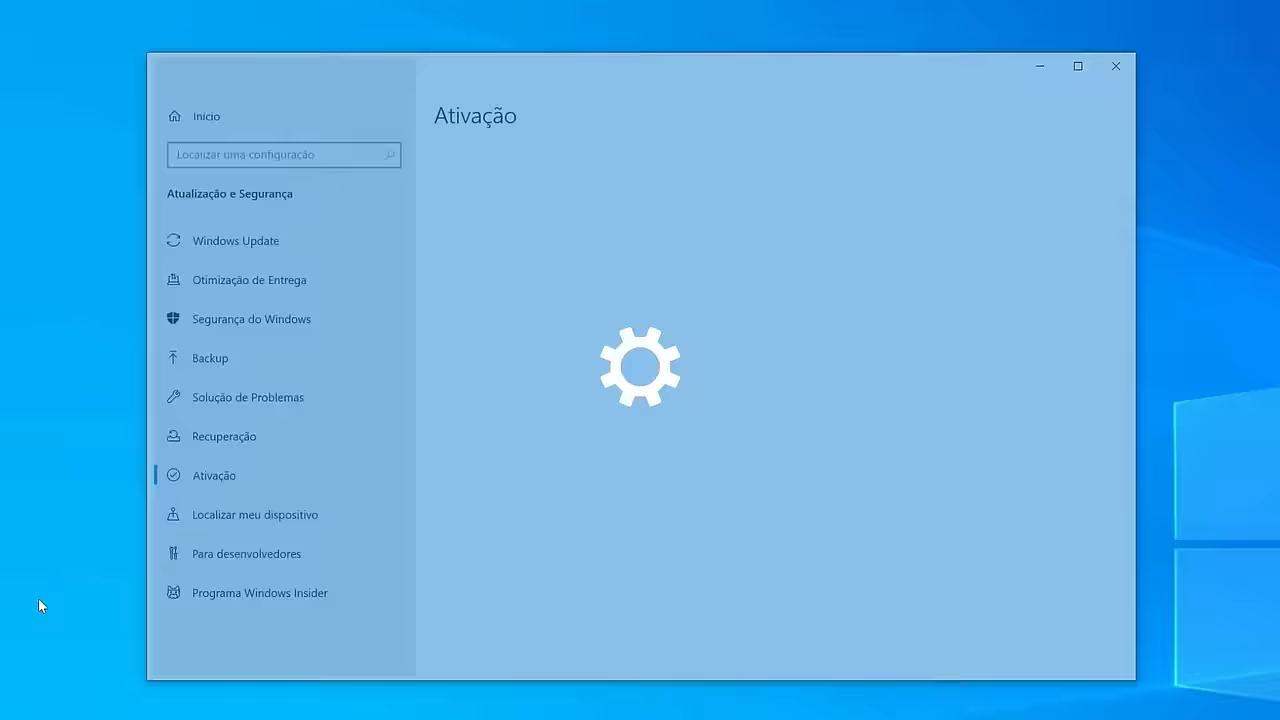 Início
Localizar uma configuração
Atualização e Segurança
Windows Update
Otimização de Entrega
Segurança do Windows
Backup
Solução de Problemas
Recuperação
Ativação
Localizar meu dispositivo
Para desenvolvedores
Programa Windows Insider
Ativação